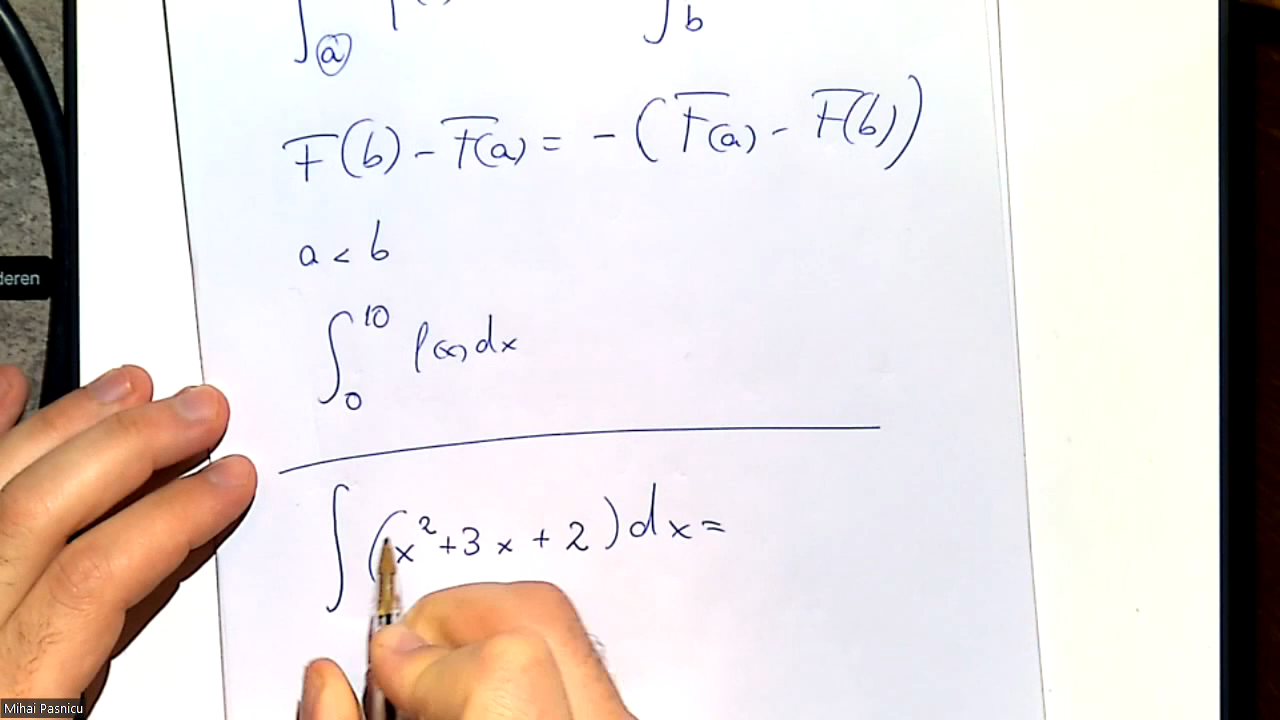 ∫a ∫b
F(b) - F(a) = - (F(a) - F(b))
a < b
∫₀¹⁰ f(x) dx
∫ (x² + 3x + 2) dx =
deren
Mihai Pasnicu